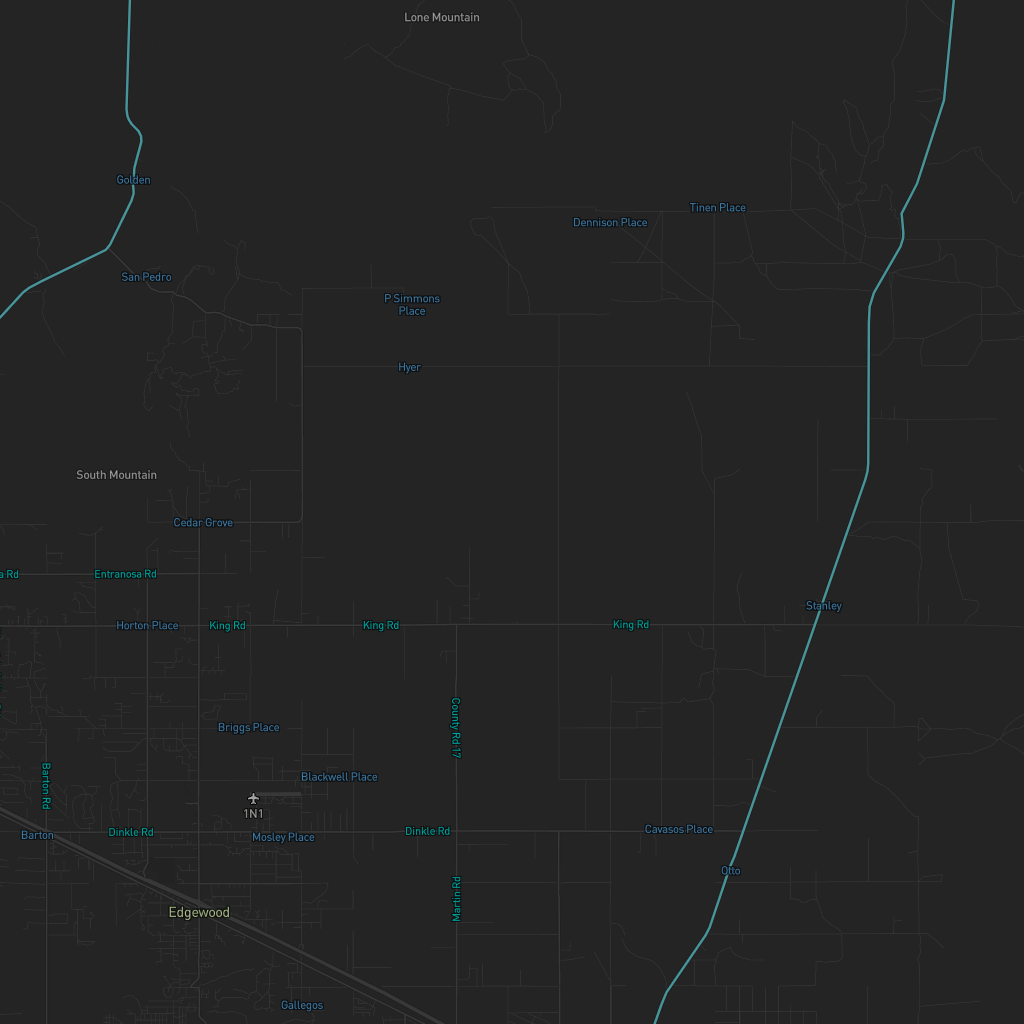 Lone Mountain
Golden
Tinen Place
Dennison Place
San Pedro
P Simmons
Place
Hyer
South Mountain
Cedar Grove
a Rd
Entranosa Rd
Stanley
Horton Place
King Rd
King Rd
King Rd
County Rd 17
Briggs Place
Barton Rd
Blackwell Place
1N1
Barton
Dinkle Rd
Mosley Place
Dinkle Rd
Cavasos Place
Otto
Martin Rd
Edgewood
Gallegos